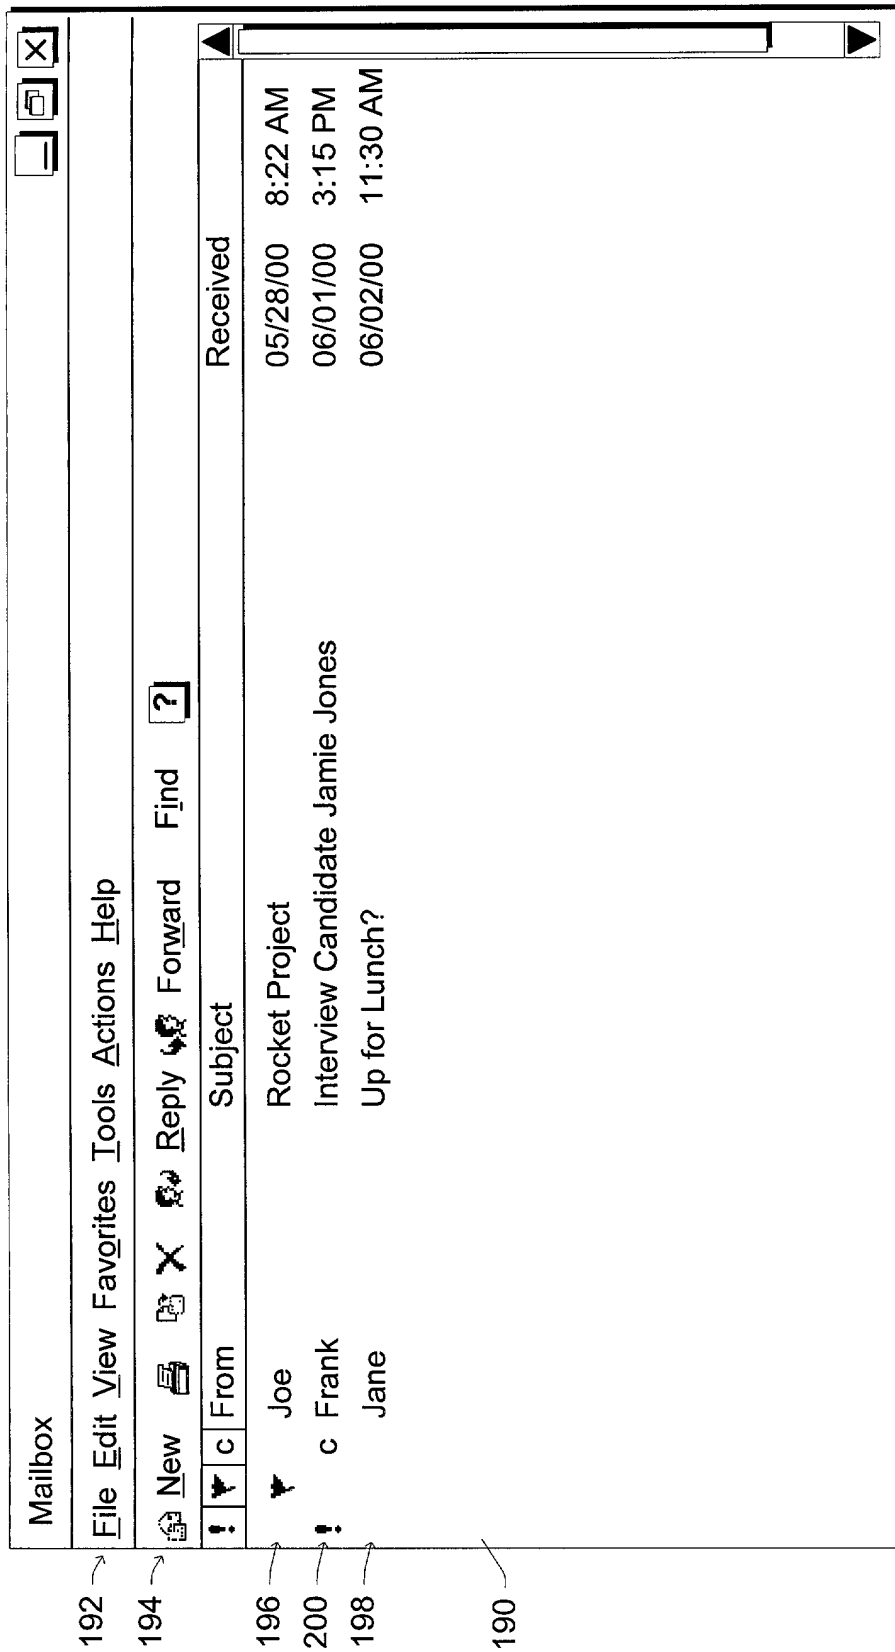 Mailbox
192 File Edit View Favorites Tools Actions Help
194 New Reply Forward Find ?
! c From Subject Received
196 Joe Rocket Project 05/28/00 8:22 AM
200 ! c Frank Interview Candidate Jamie Jones 06/01/00 3:15 PM
198 Jane Up for Lunch? 06/02/00 11:30 AM
190